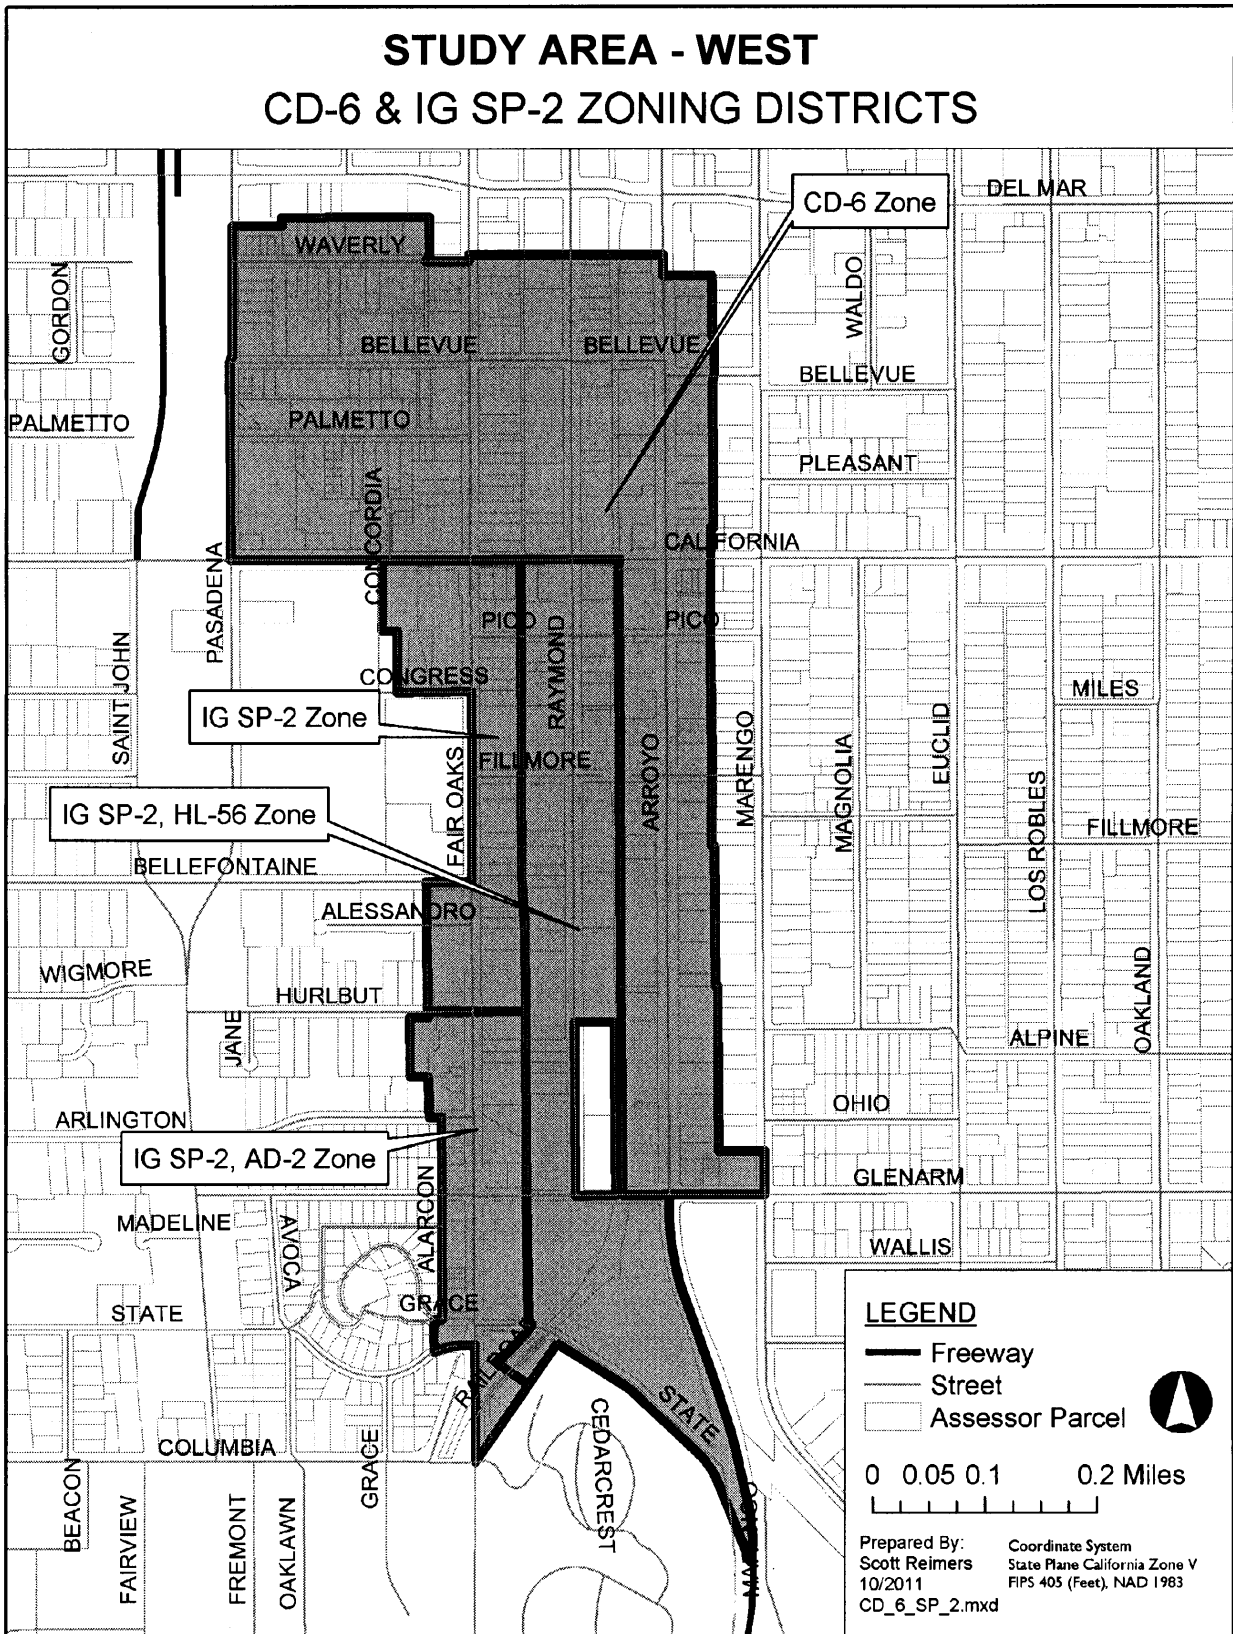 STUDY AREA - WEST
CD-6 & IG SP-2 ZONING DISTRICTS
DEL MAR
CD-6 Zone
WAVERLY
GORDON
WALDO
BELLEVUE
BELLEVUE
BELLEVUE
PALMETTO
PALMETTO
PLEASANT
CONCORDIA
CALIFORNIA
PASADENA
PICO
RAYMOND
PICO
SAINT JOHN
CONGRESS
MILES
IG SP-2 Zone
FILLMORE
FAIR OAKS
ARROYO
MARENGO
MAGNOLIA
EUCLID
LOS ROBLES
IG SP-2, HL-56 Zone
FILLMORE
BELLEFONTAINE
ALESSANDRO
WIGMORE
HURLBUT
OAKLAND
JANE
ALPINE
OHIO
ARLINGTON
IG SP-2, AD-2 Zone
GLENARM
ALARCON
MADELINE
AVOCA
WALLIS
GRACE
STATE
RAILROAD
STATE
CEDARCREST
COLUMBIA
GRACE
BEACON
FAIRVIEW
FREMONT
OAKLAWN
LEGEND
Freeway
Street
Assessor Parcel
0 0.05 0.1 0.2 Miles
Prepared By:
Scott Reimers
10/2011
CD_6_SP_2.mxd
Coordinate System
State Plane California Zone V
FIPS 405 (Feet), NAD 1983